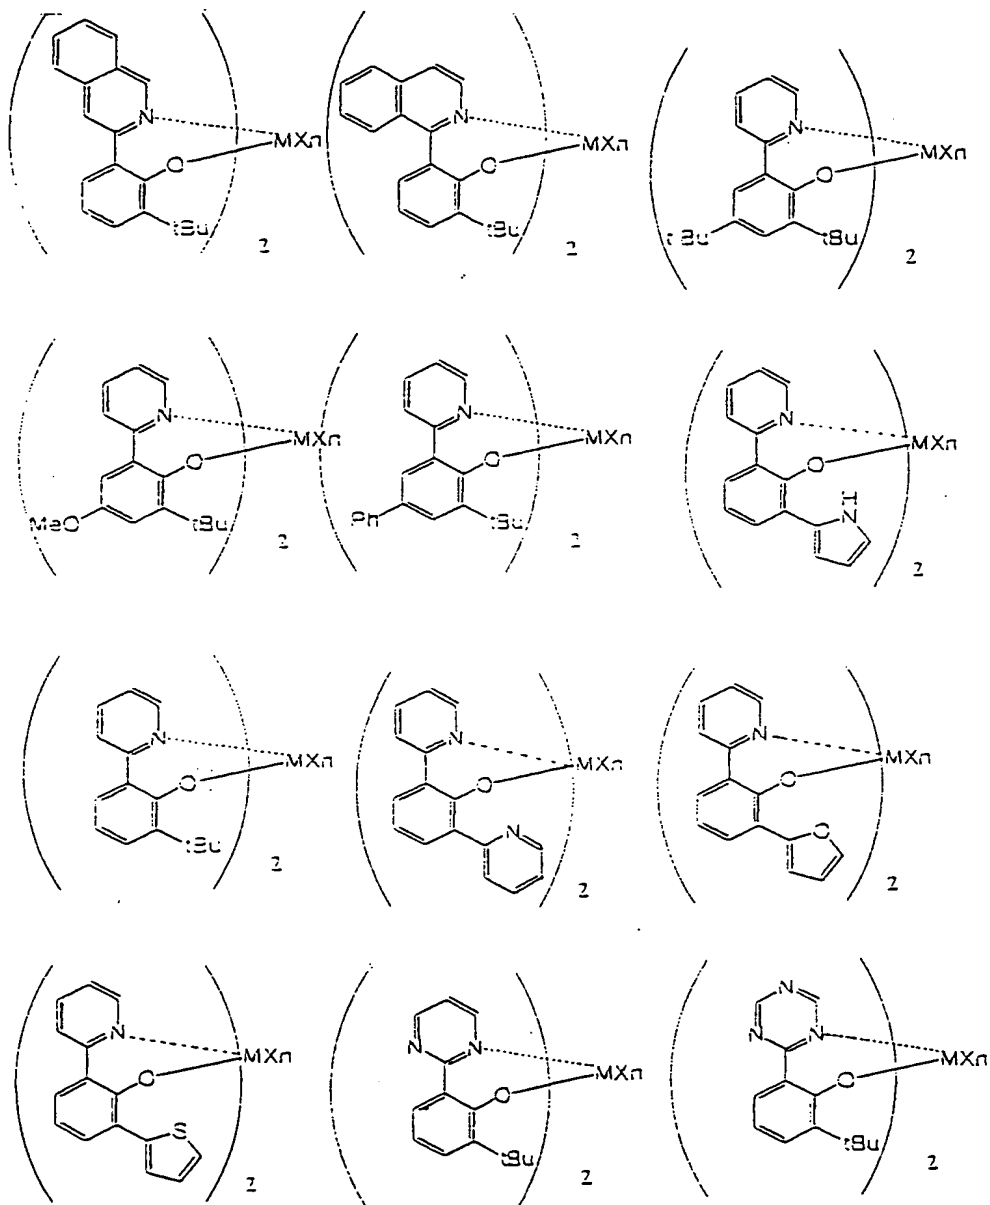 N N N
MXn MXn MXn
O O O
tBu tBu tBu tBu
2 2 2
N N N
MXn MXn MXn
O O O
H
N
MeO tBu Ph tBu
2 2 2
N N N
MXn MXn MXn
O O O
tBu N O
2 2 2
N N N N N N
MXn MXn MXn
O O O
S tBu tBu
2 2 2